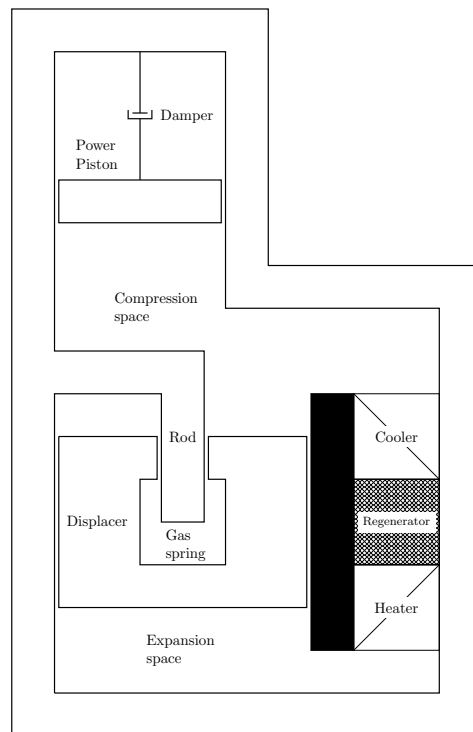 Damper
Power
Piston
Compression
space
Rod
Cooler
Displacer
Regenerator
Gas
spring
Heater
Expansion
space